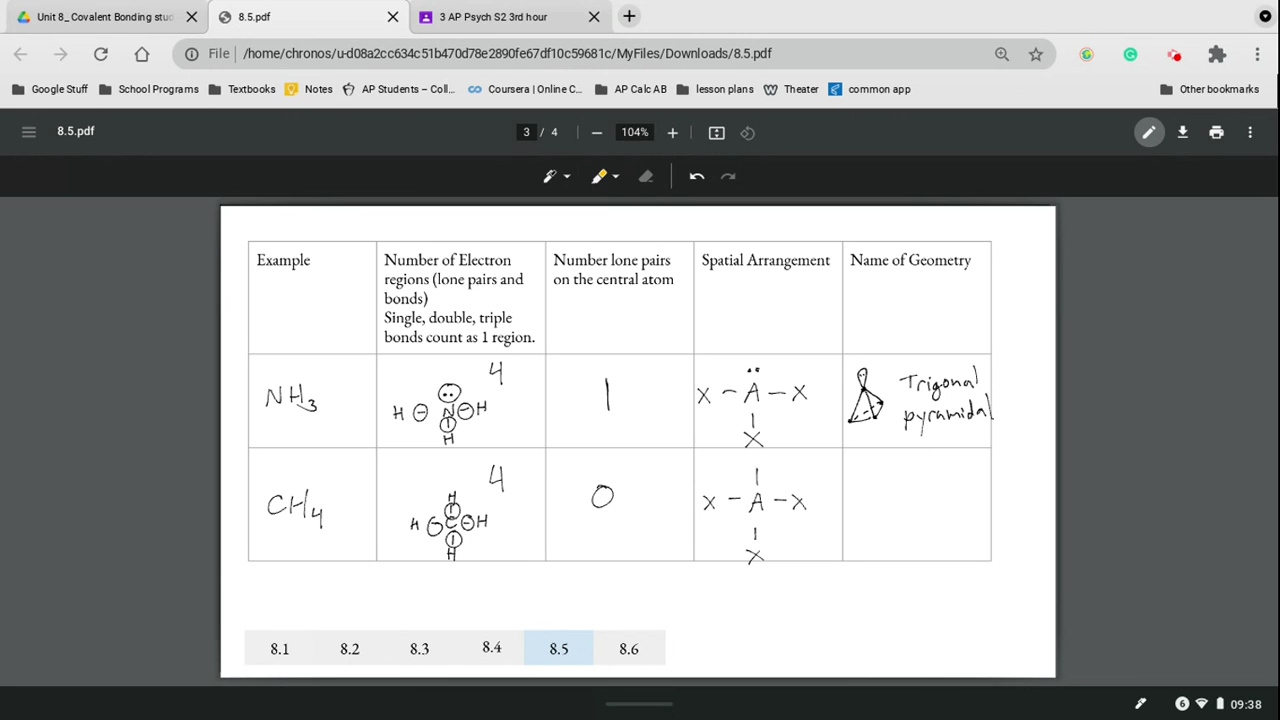 Unit 8_ Covalent Bonding stud
8.5.pdf
3 AP Psych S2 3rd hour
File /home/chronos/u-d08a2cc634c51b470d78e2890fe67df10c59681c/MyFiles/Downloads/8.5.pdf
Google Stuff School Programs Textbooks Notes AP Students – Coll... Coursera | Online C... AP Calc AB lesson plans Theater common app Other bookmarks
8.5.pdf 3 / 4 104%
Example
Number of Electron
regions (lone pairs and
bonds)
Single, double, triple
bonds count as 1 region.
Number lone pairs
on the central atom
Spatial Arrangement
Name of Geometry
NH3
4
H N H
H
1
X - A - X
X
Trigonal
pyramidal
CH4
4
H
H C H
H
0
X - A - X
X
8.1 8.2 8.3 8.4 8.5 8.6
6 09:38